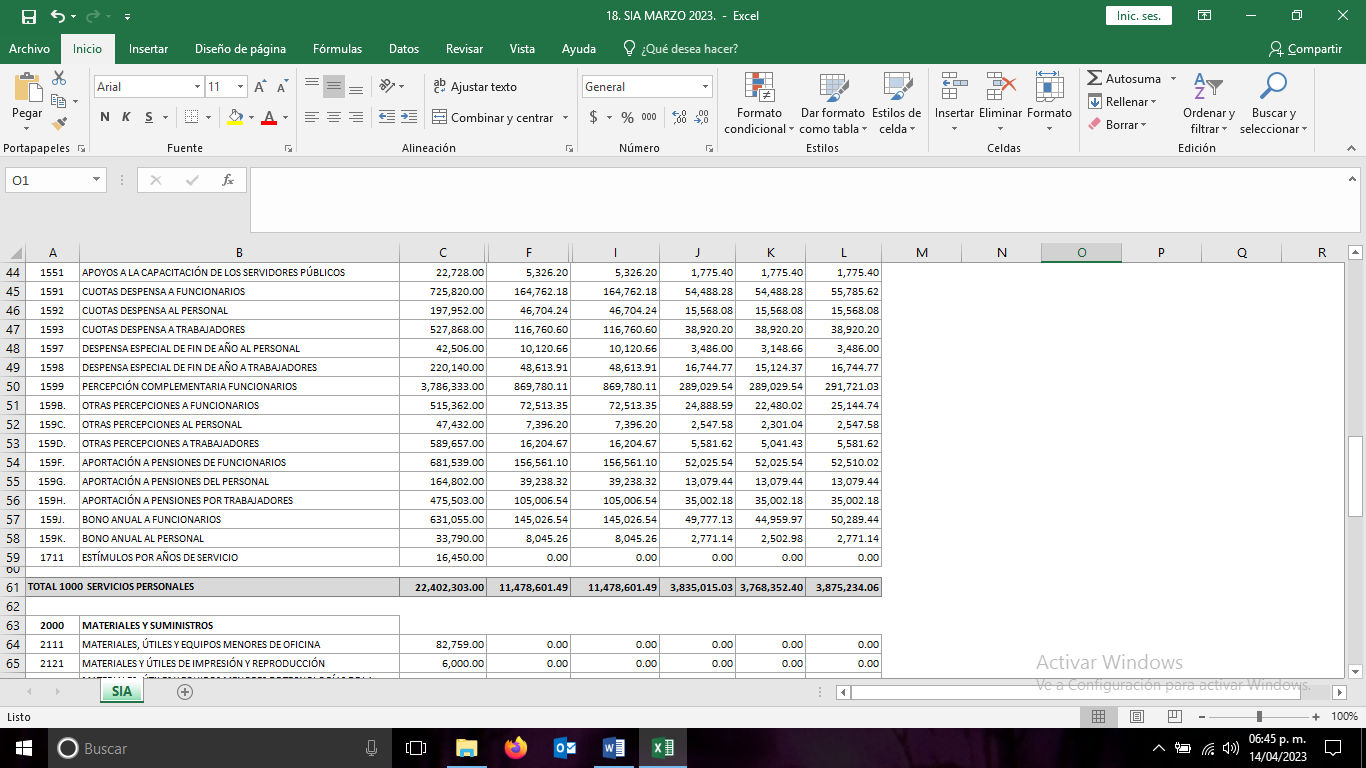 18. SIA MARZO 2023. - Excel
Inic. ses.
Archivo Inicio Insertar Diseño de página Fórmulas Datos Revisar Vista Ayuda ¿Qué desea hacer? Compartir
Pegar
Arial 11
N K S
Ajustar texto
Combinar y centrar
General
$ % 000
Formato condicional
Dar formato como tabla
Estilos de celda
Insertar Eliminar Formato
Autosuma
Rellenar
Borrar
Ordenar y filtrar
Buscar y seleccionar
Portapapeles Fuente Alineación Número Estilos Celdas Edición
O1 fx
A B C F I J K L M N O P Q R
44 1551 APOYOS A LA CAPACITACIÓN DE LOS SERVIDORES PÚBLICOS 22,728.00 5,326.20 5,326.20 1,775.40 1,775.40 1,775.40
45 1591 CUOTAS DESPENSA A FUNCIONARIOS 725,820.00 164,762.18 164,762.18 54,488.28 54,488.28 55,785.62
46 1592 CUOTAS DESPENSA AL PERSONAL 197,952.00 46,704.24 46,704.24 15,568.08 15,568.08 15,568.08
47 1593 CUOTAS DESPENSA A TRABAJADORES 527,868.00 116,760.60 116,760.60 38,920.20 38,920.20 38,920.20
48 1597 DESPENSA ESPECIAL DE FIN DE AÑO AL PERSONAL 42,506.00 10,120.66 10,120.66 3,486.00 3,148.66 3,486.00
49 1598 DESPENSA ESPECIAL DE FIN DE AÑO A TRABAJADORES 220,140.00 48,613.91 48,613.91 16,744.77 15,124.37 16,744.77
50 1599 PERCEPCIÓN COMPLEMENTARIA FUNCIONARIOS 3,786,333.00 869,780.11 869,780.11 289,029.54 289,029.54 291,721.03
51 159B. OTRAS PERCEPCIONES A FUNCIONARIOS 515,362.00 72,513.35 72,513.35 24,888.59 22,480.02 25,144.74
52 159C. OTRAS PERCEPCIONES AL PERSONAL 47,432.00 7,396.20 7,396.20 2,547.58 2,301.04 2,547.58
53 159D. OTRAS PERCEPCIONES A TRABAJADORES 589,657.00 16,204.67 16,204.67 5,581.62 5,041.43 5,581.62
54 159F. APORTACIÓN A PENSIONES DE FUNCIONARIOS 681,539.00 156,561.10 156,561.10 52,025.54 52,025.54 52,510.02
55 159G. APORTACIÓN A PENSIONES DEL PERSONAL 164,802.00 39,238.32 39,238.32 13,079.44 13,079.44 13,079.44
56 159H. APORTACIÓN A PENSIONES POR TRABAJADORES 475,503.00 105,006.54 105,006.54 35,002.18 35,002.18 35,002.18
57 159J. BONO ANUAL A FUNCIONARIOS 631,055.00 145,026.54 145,026.54 49,777.13 44,959.97 50,289.44
58 159K. BONO ANUAL AL PERSONAL 33,790.00 8,045.26 8,045.26 2,771.14 2,502.98 2,771.14
59 1711 ESTÍMULOS POR AÑOS DE SERVICIO 16,450.00 0.00 0.00 0.00 0.00 0.00
60
61 TOTAL 1000 SERVICIOS PERSONALES 22,402,303.00 11,478,601.49 11,478,601.49 3,835,015.03 3,768,352.40 3,875,234.06
62
63 2000 MATERIALES Y SUMINISTROS
64 2111 MATERIALES, ÚTILES Y EQUIPOS MENORES DE OFICINA 82,759.00 0.00 0.00 0.00 0.00 0.00
65 2121 MATERIALES Y ÚTILES DE IMPRESIÓN Y REPRODUCCIÓN 6,000.00 0.00 0.00 0.00 0.00 0.00
Activar Windows
Ve a Configuración para activar Windows.
SIA
Listo 100%
Buscar
06:45 p. m.
14/04/2023